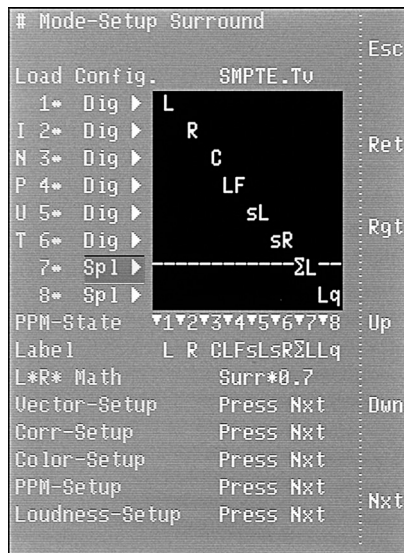 # Mode-Setup Surround
Esc
Load Config. SMPTE.Tv
1* Dig ▶ L
I 2* Dig ▶ R
Ret
N 3* Dig ▶ C
P 4* Dig ▶ LF
U 5* Dig ▶ sL
Rgt
T 6* Dig ▶ sR
7* Spl ▶ ΣL
8* Spl ▶ Lq
PPM-State ▼1▼2▼3▼4▼5▼6▼7▼8
Up
Label L R CLFsLsRΣLLq
L*R* Math Surr*0.7
Vector-Setup Press Nxt
Dwn
Corr-Setup Press Nxt
Color-Setup Press Nxt
PPM-Setup Press Nxt
Nxt
Loudness-Setup Press Nxt